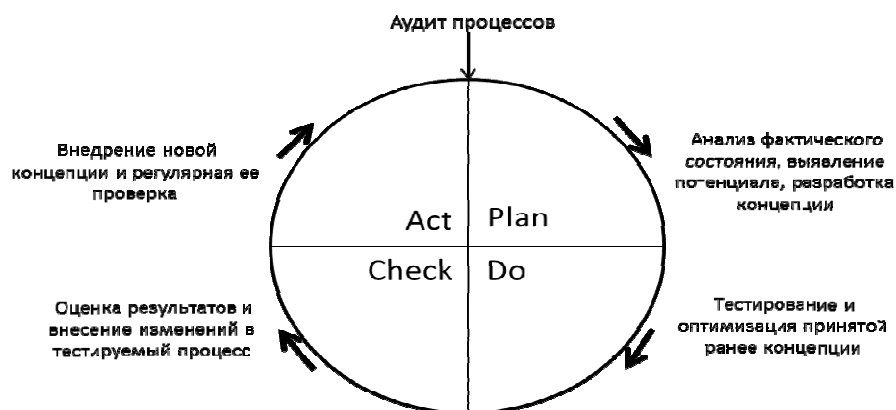 Аудит процессов
Внедрение новой
концепции и регулярная ее
проверка
Анализ фактического
состояния, выявление
потенциала, разработка
концепции
Act
Plan
Check
Do
Оценка результатов и
внесение изменений в
тестируемый процесс
Тестирование и
оптимизация принятой
ранее концепции